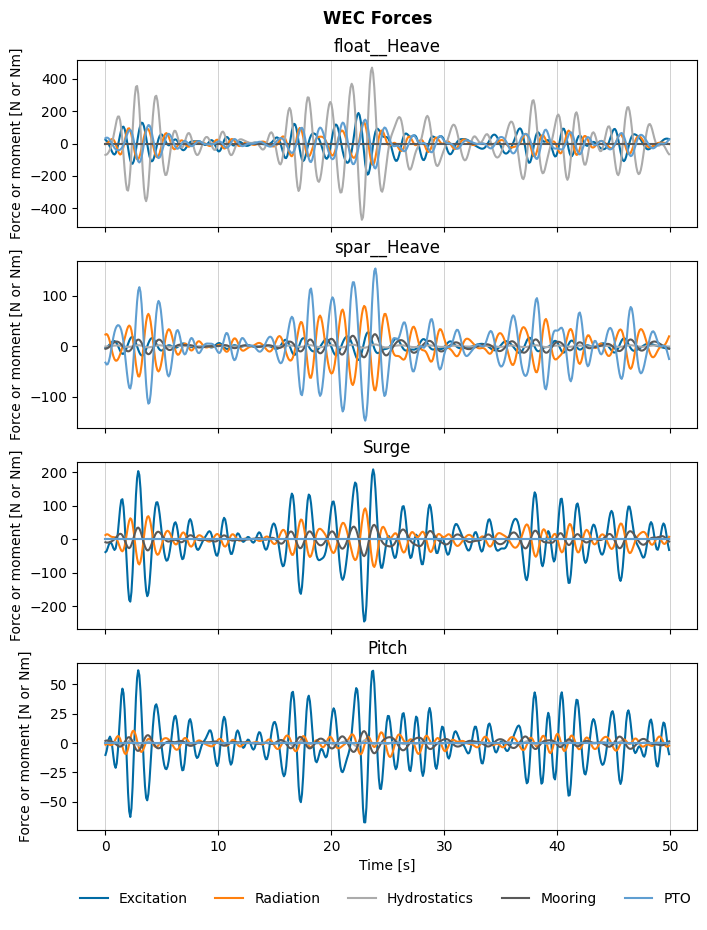 WEC Forces
float__Heave
Force or moment [N or Nm]
400
200
0
−200
−400
spar__Heave
Force or moment [N or Nm]
100
0
−100
Surge
Force or moment [N or Nm]
200
100
0
−100
−200
Pitch
Force or moment [N or Nm]
50
25
0
−25
−50
0 10 20 30 40 50
Time [s]
Excitation Radiation Hydrostatics Mooring PTO